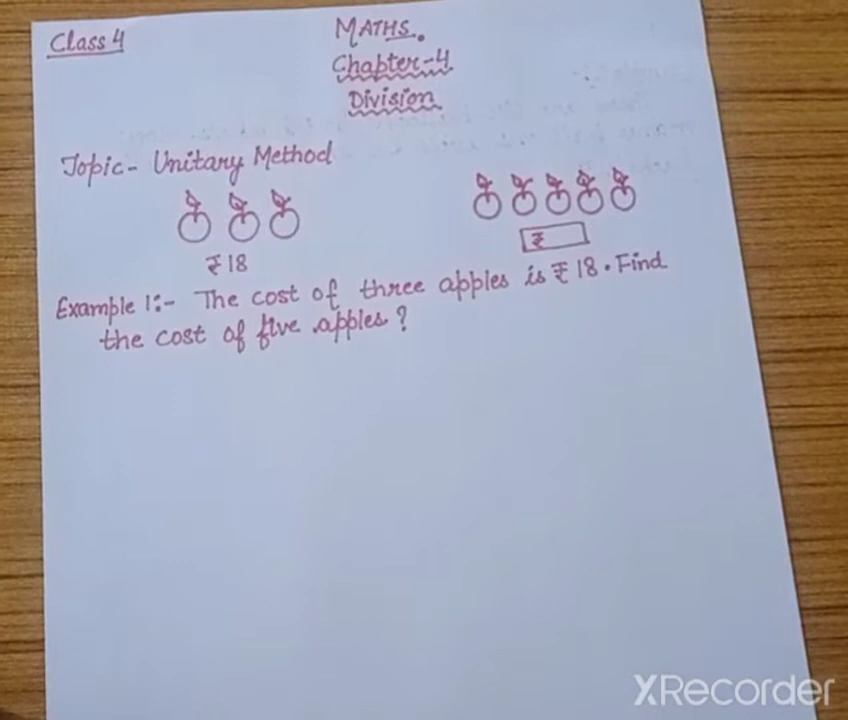 Class 4
MATHS.
Chapter-4
Division
Topic- Unitary Method
₹18
₹
Example 1:- The cost of three apples is ₹18. Find
the cost of five apples?
XRecorder